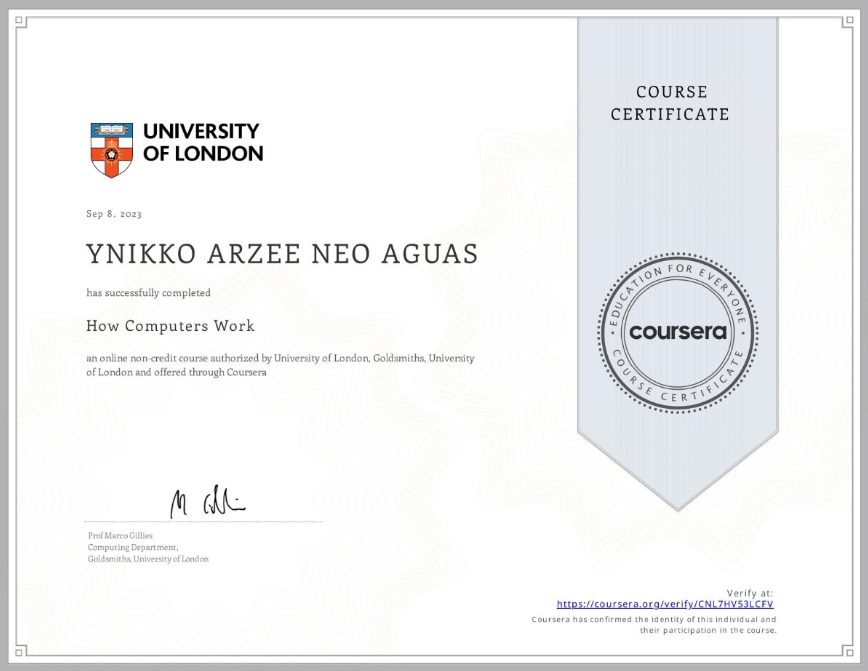 COURSE
CERTIFICATE
UNIVERSITY
OF LONDON
Sep 8, 2023
YNIKKO ARZEE NEO AGUAS
has successfully completed
How Computers Work
an online non-credit course authorized by University of London, Goldsmiths, University
of London and offered through Coursera
EDUCATION FOR EVERYONE
coursera
COURSE CERTIFICATE
Prof Marco Gillies
Computing Department,
Goldsmiths, University of London
Verify at:
https://coursera.org/verify/CNL7HV53LCFV
Coursera has confirmed the identity of this individual and
their participation in the course.